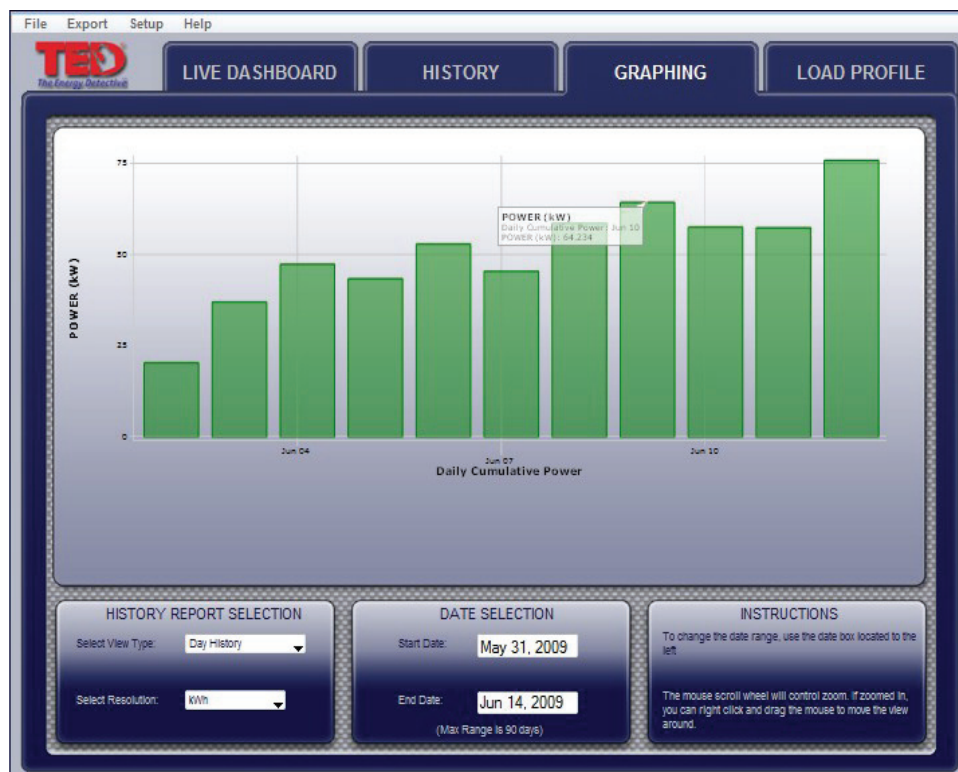 File Export Setup Help
TED
The Energy Detective
LIVE DASHBOARD
HISTORY
GRAPHING
LOAD PROFILE
75
50
25
0
POWER (kW)
POWER (kW)
Daily Cumulative Power: Jun 10
POWER (kW): 64.234
Jun 04
Jun 07
Jun 10
Daily Cumulative Power
HISTORY REPORT SELECTION
Select View Type: Day History
Select Resolution: kWh
DATE SELECTION
Start Date: May 31, 2009
End Date: Jun 14, 2009
(Max Range is 90 days)
INSTRUCTIONS
To change the date range, use the date box located to the
left
The mouse scroll wheel will control zoom. If zoomed in,
you can right click and drag the mouse to move the view
around.